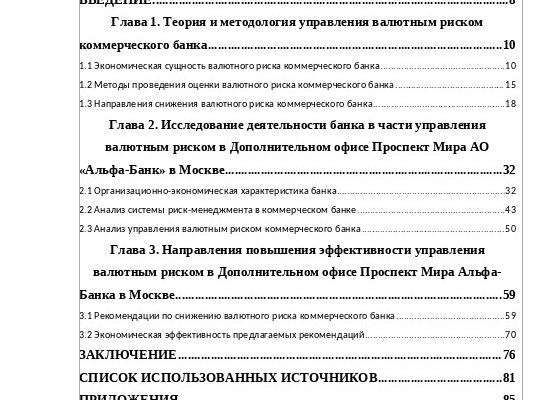 ВВЕДЕНИЕ.......................................................................................................8
Глава 1. Теория и методология управления валютным риском
коммерческого банка.......................................................................................10
1.1 Экономическая сущность валютного риска коммерческого банка.......................................10
1.2 Методы проведения оценки валютного риска коммерческого банка..................................15
1.3 Направления снижения валютного риска коммерческого банка.........................................18
Глава 2. Исследование деятельности банка в части управления
валютным риском в Дополнительном офисе Проспект Мира АО
«Альфа-Банк» в Москве...................................................................................32
2.1 Организационно-экономическая характеристика банка......................................................32
2.2 Анализ системы риск-менеджмента в коммерческом банке................................................43
2.3 Анализ управления валютным риском коммерческого банка..............................................50
Глава 3. Направления повышения эффективности управления
валютным риском в Дополнительном офисе Проспект Мира Альфа-
Банка в Москве.................................................................................................59
3.1 Рекомендации по снижению валютного риска коммерческого банка..................................59
3.2 Экономическая эффективность предлагаемых рекомендаций............................................70
ЗАКЛЮЧЕНИЕ................................................................................................76
СПИСОК ИСПОЛЬЗОВАННЫХ ИСТОЧНИКОВ......................................81
ПРИЛОЖЕНИЯ................................................................................................85